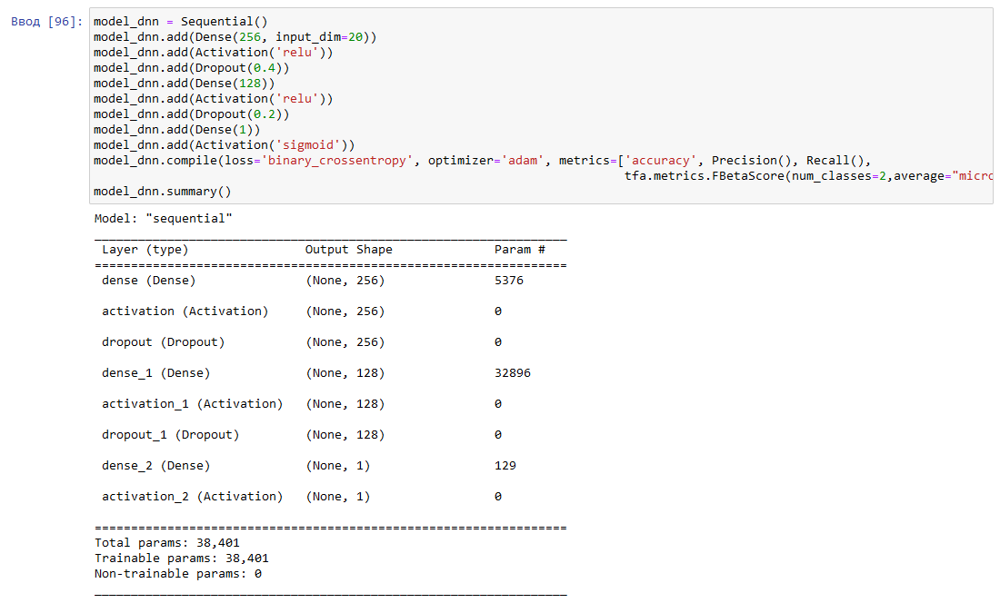 Ввод [96]: model_dnn = Sequential()
model_dnn.add(Dense(256, input_dim=20))
model_dnn.add(Activation('relu'))
model_dnn.add(Dropout(0.4))
model_dnn.add(Dense(128))
model_dnn.add(Activation('relu'))
model_dnn.add(Dropout(0.2))
model_dnn.add(Dense(1))
model_dnn.add(Activation('sigmoid'))
model_dnn.compile(loss='binary_crossentropy', optimizer='adam', metrics=['accuracy', Precision(), Recall(),
tfa.metrics.FBetaScore(num_classes=2,average="micro
model_dnn.summary()
Model: "sequential"
_________________________________________________________________
Layer (type) Output Shape Param #
=================================================================
dense (Dense) (None, 256) 5376
activation (Activation) (None, 256) 0
dropout (Dropout) (None, 256) 0
dense_1 (Dense) (None, 128) 32896
activation_1 (Activation) (None, 128) 0
dropout_1 (Dropout) (None, 128) 0
dense_2 (Dense) (None, 1) 129
activation_2 (Activation) (None, 1) 0
=================================================================
Total params: 38,401
Trainable params: 38,401
Non-trainable params: 0
_________________________________________________________________